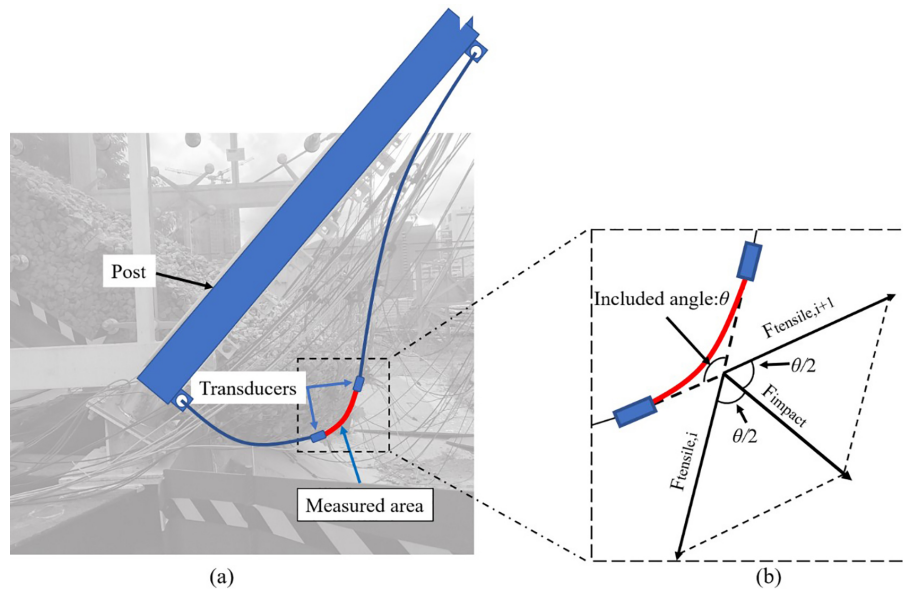 Post
Transducers
Measured area
(a)
Included angle:θ
Ftensile,i+1
θ/2
Fimpact
θ/2
Ftensile,i
(b)